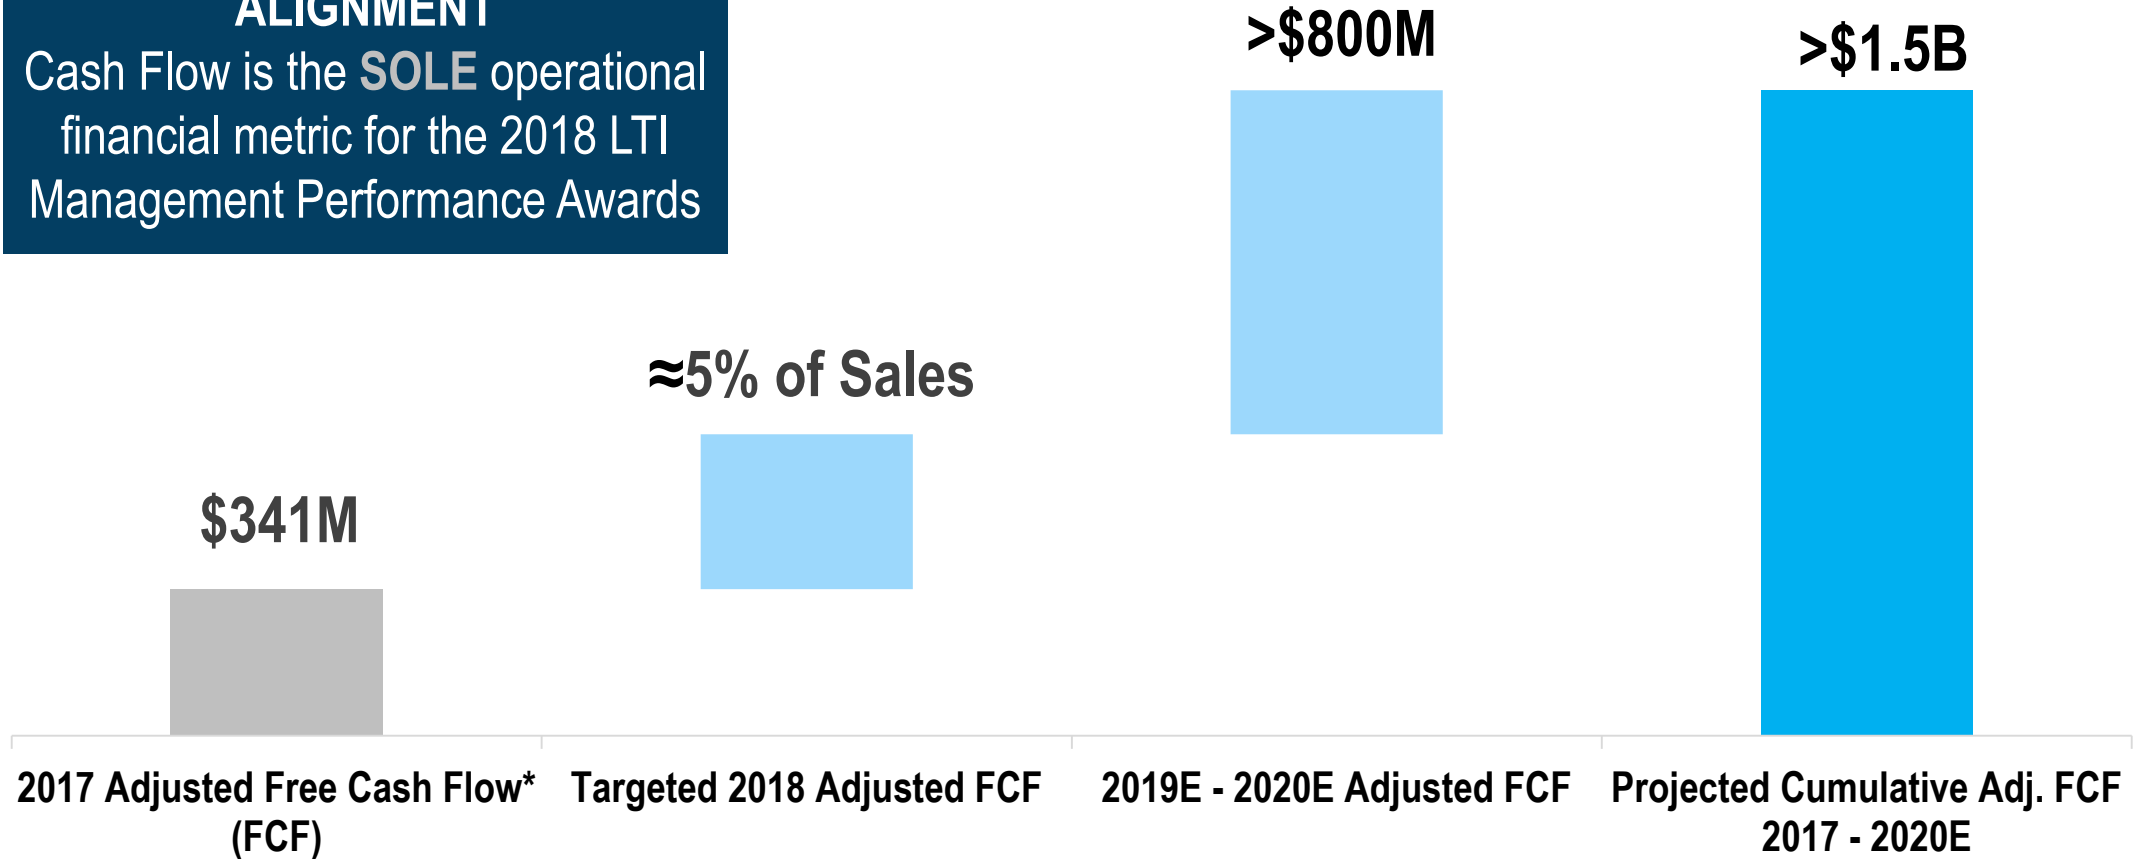 ALIGNMENT
Cash Flow is the SOLE operational
financial metric for the 2018 LTI
Management Performance Awards
>$800M
>$1.5B
≈5% of Sales
$341M
2017 Adjusted Free Cash Flow*
(FCF)
Targeted 2018 Adjusted FCF
2019E - 2020E Adjusted FCF
Projected Cumulative Adj. FCF
2017 - 2020E